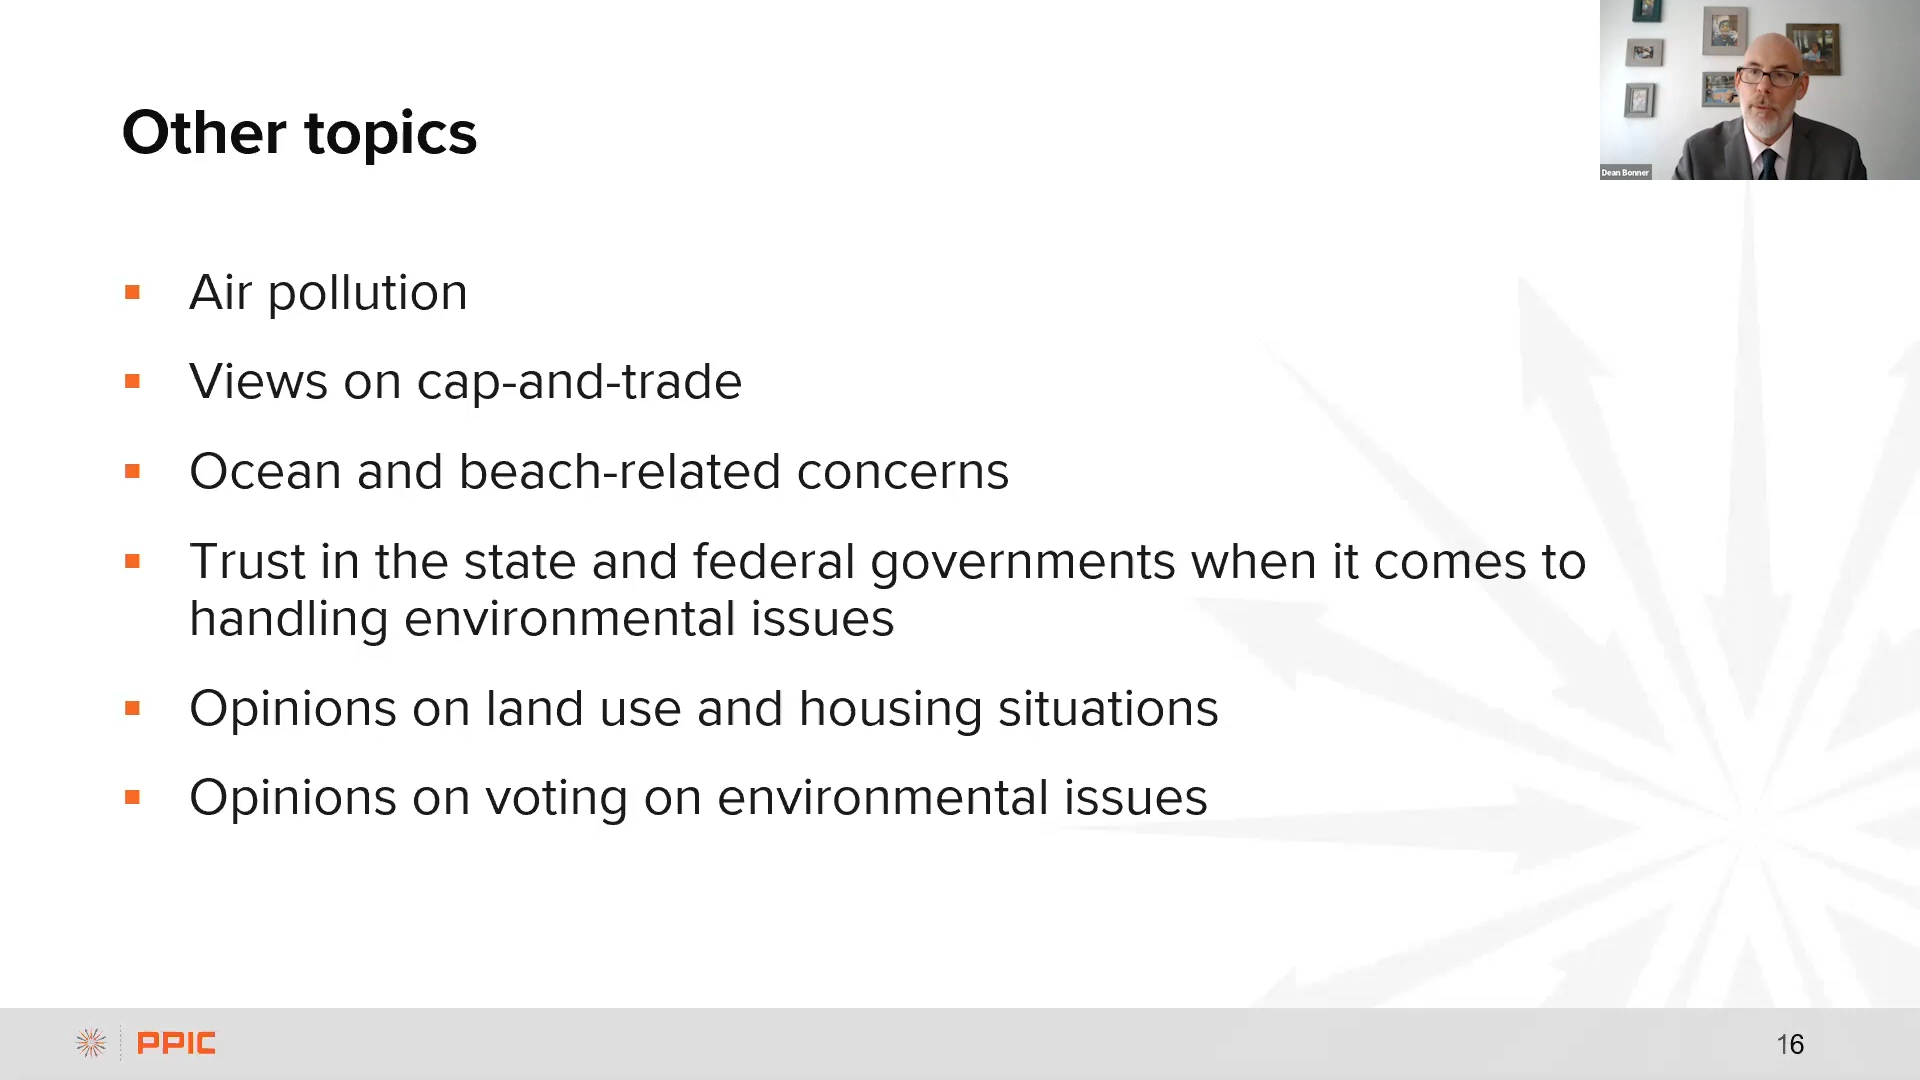 Other topics
Dean Bonner
Air pollution
Views on cap-and-trade
Ocean and beach-related concerns
Trust in the state and federal governments when it comes to
handling environmental issues
Opinions on land use and housing situations
Opinions on voting on environmental issues
PPIC
16